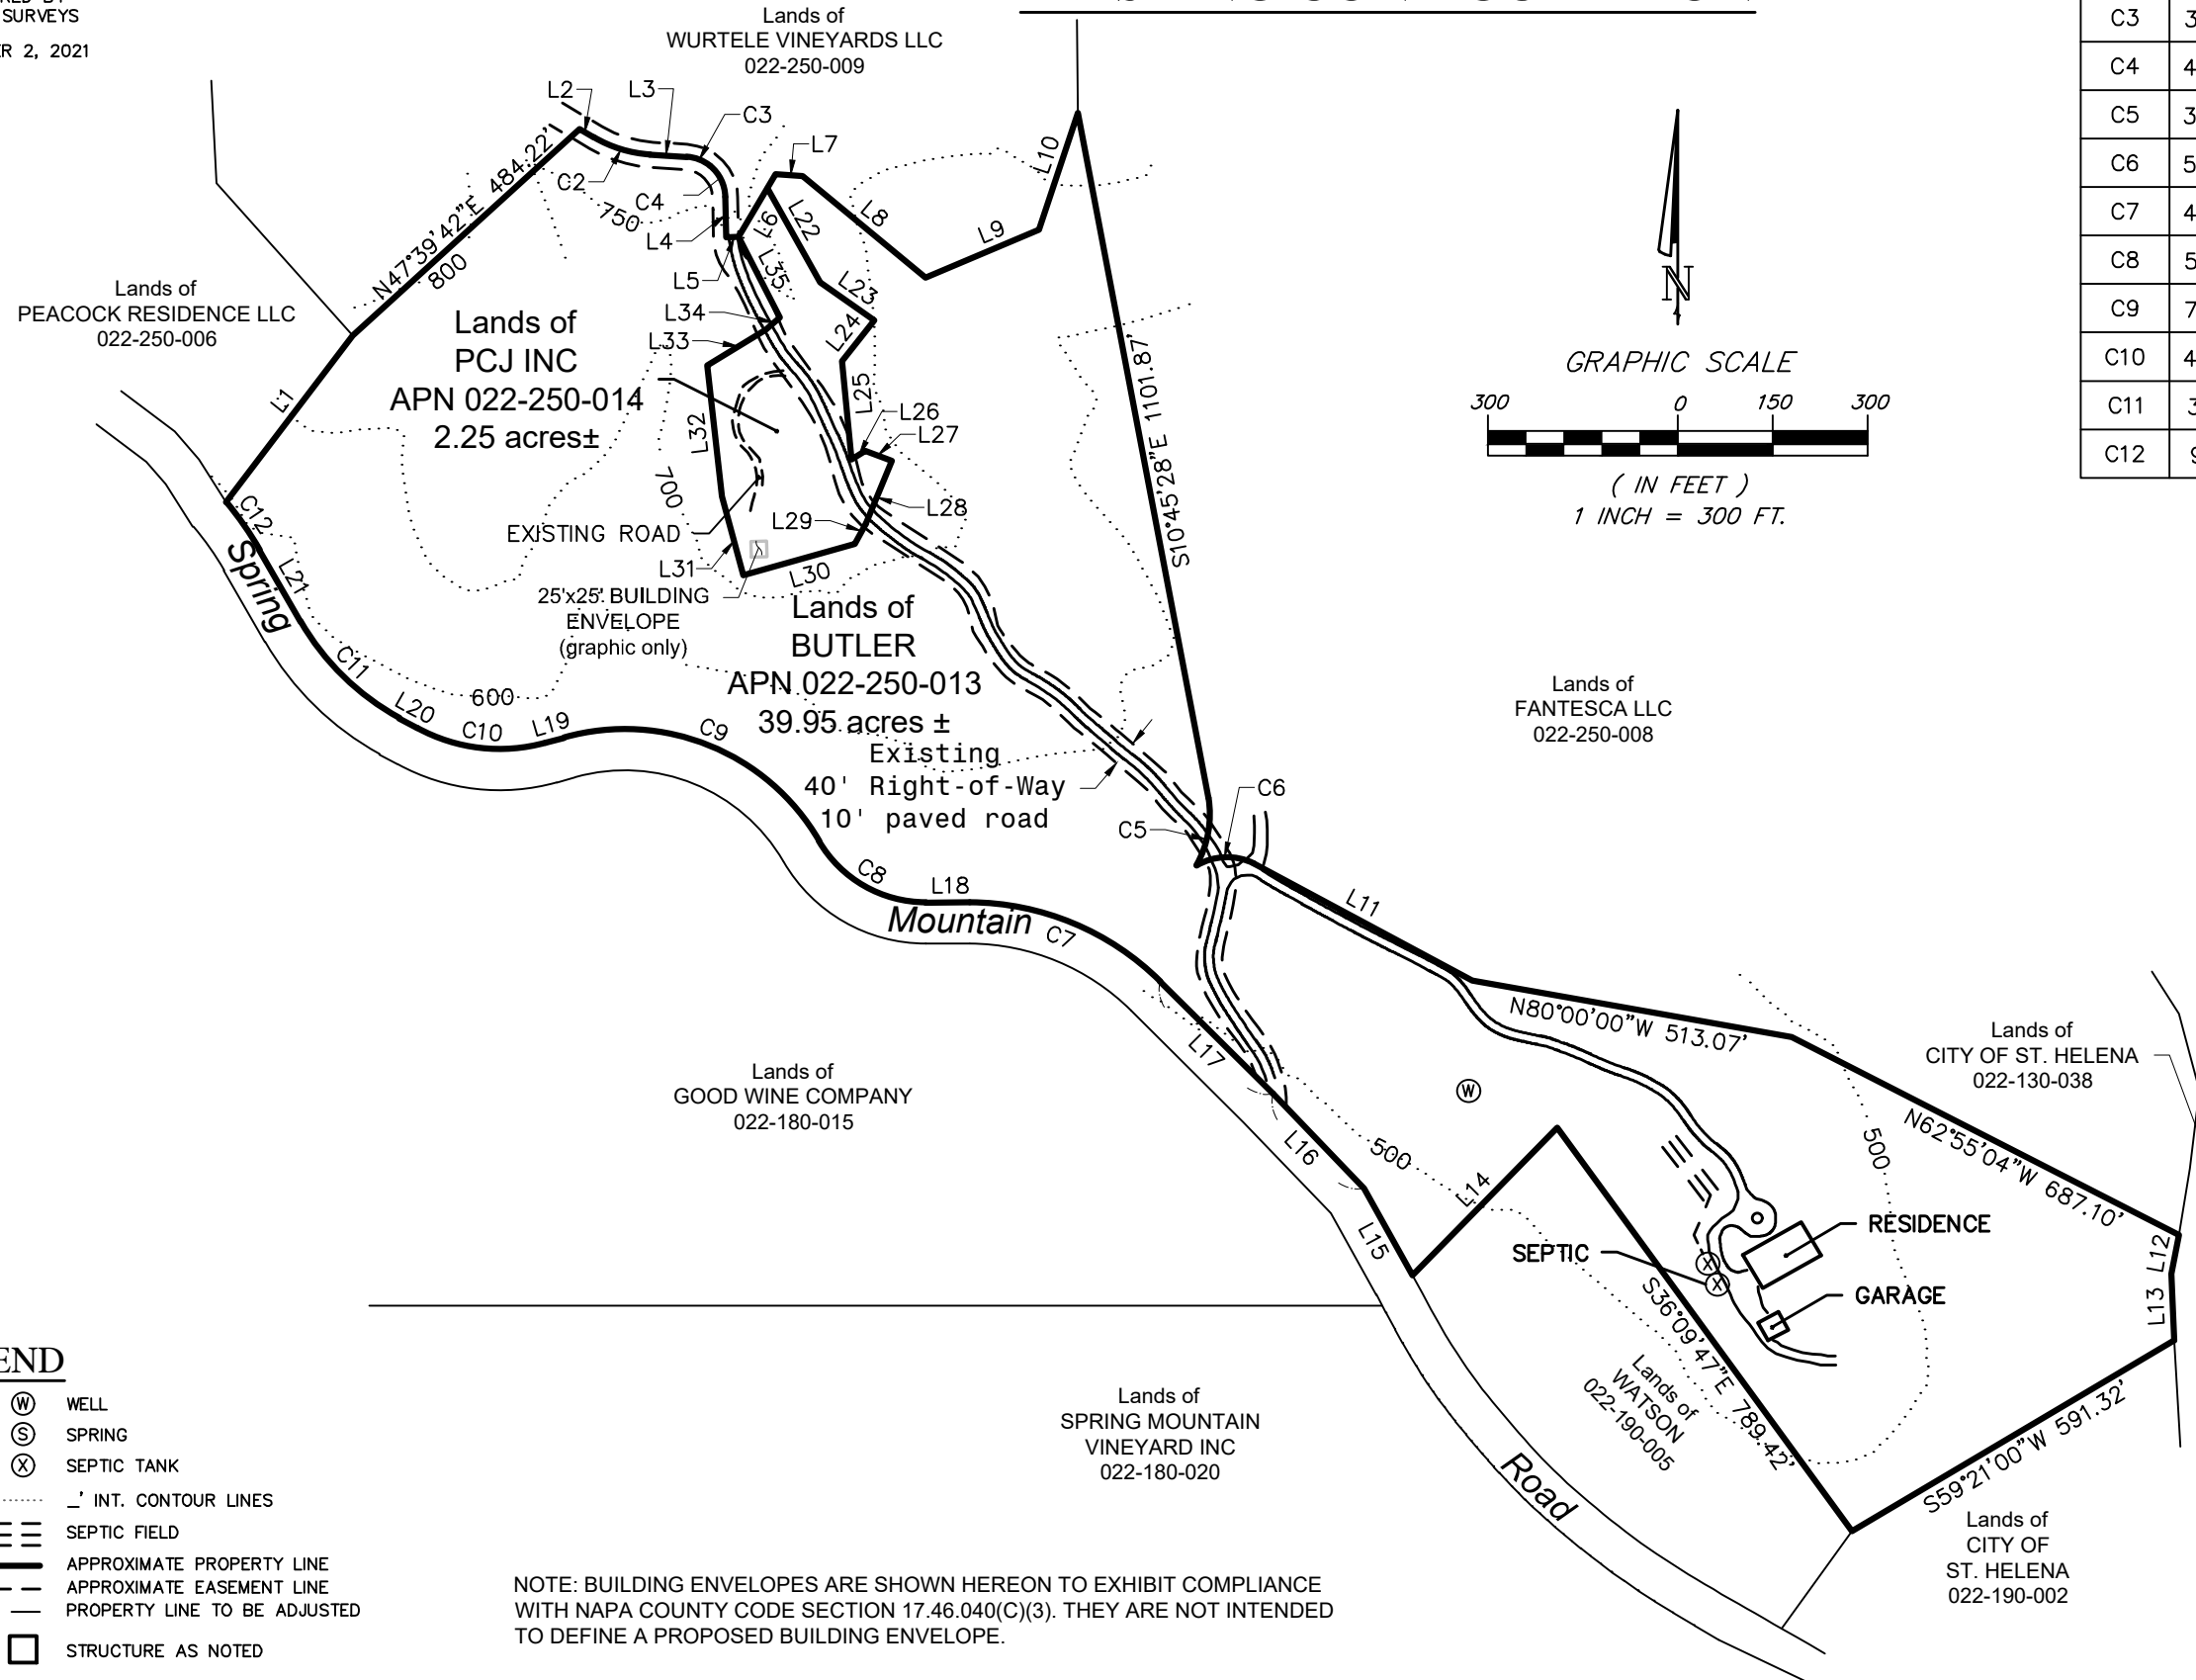 SURVEYS
2, 2021
Lands of
WURTELE VINEYARDS LLC
022-250-009
C3
C4
C5
C6
C7
C8
C9
C10
C11
C12
L2
L3
C3
L7
L10
C2
C4
L4
L5
L6
L22
L8
L9
L35
L23
L24
L34
L33
L25
L26
L27
L32
L28
L29
L31
L30
N47°39'42"E 484.22'
800
750
700
L1
Lands of
PEACOCK RESIDENCE LLC
022-250-006
Lands of
PCJ INC
APN 022-250-014
2.25 acres±
EXISTING ROAD
25'x25' BUILDING
ENVELOPE
(graphic only)
S10°45'28"E 1101.87'
N
GRAPHIC SCALE
300 0 150 300
( IN FEET )
1 INCH = 300 FT.
C12
L21
Spring
C11
L20
600
C10
L19
C9
Lands of
BUTLER
APN 022-250-013
39.95 acres ±
Existing
40' Right-of-Way
10' paved road
Lands of
FANTESCA LLC
022-250-008
C5
C6
C8
L18
Mountain
C7
L11
L17
N80°00'00"W 513.07'
Lands of
CITY OF ST. HELENA
022-130-038
Lands of
GOOD WINE COMPANY
022-180-015
W
N62°55'04"W 687.10'
500
L16
500
L14
L15
RESIDENCE
SEPTIC
GARAGE
X
X
L12
L13
S36°09'47"E 789.42'
Lands of
WATSON
022-190-005
S59°21'00"W 591.32'
Lands of
SPRING MOUNTAIN
VINEYARD INC
022-180-020
Road
Lands of
CITY OF
ST. HELENA
022-190-002
END
W WELL
S SPRING
X SEPTIC TANK
_' INT. CONTOUR LINES
SEPTIC FIELD
APPROXIMATE PROPERTY LINE
APPROXIMATE EASEMENT LINE
PROPERTY LINE TO BE ADJUSTED
STRUCTURE AS NOTED
NOTE: BUILDING ENVELOPES ARE SHOWN HEREON TO EXHIBIT COMPLIANCE
WITH NAPA COUNTY CODE SECTION 17.46.040(C)(3). THEY ARE NOT INTENDED
TO DEFINE A PROPOSED BUILDING ENVELOPE.